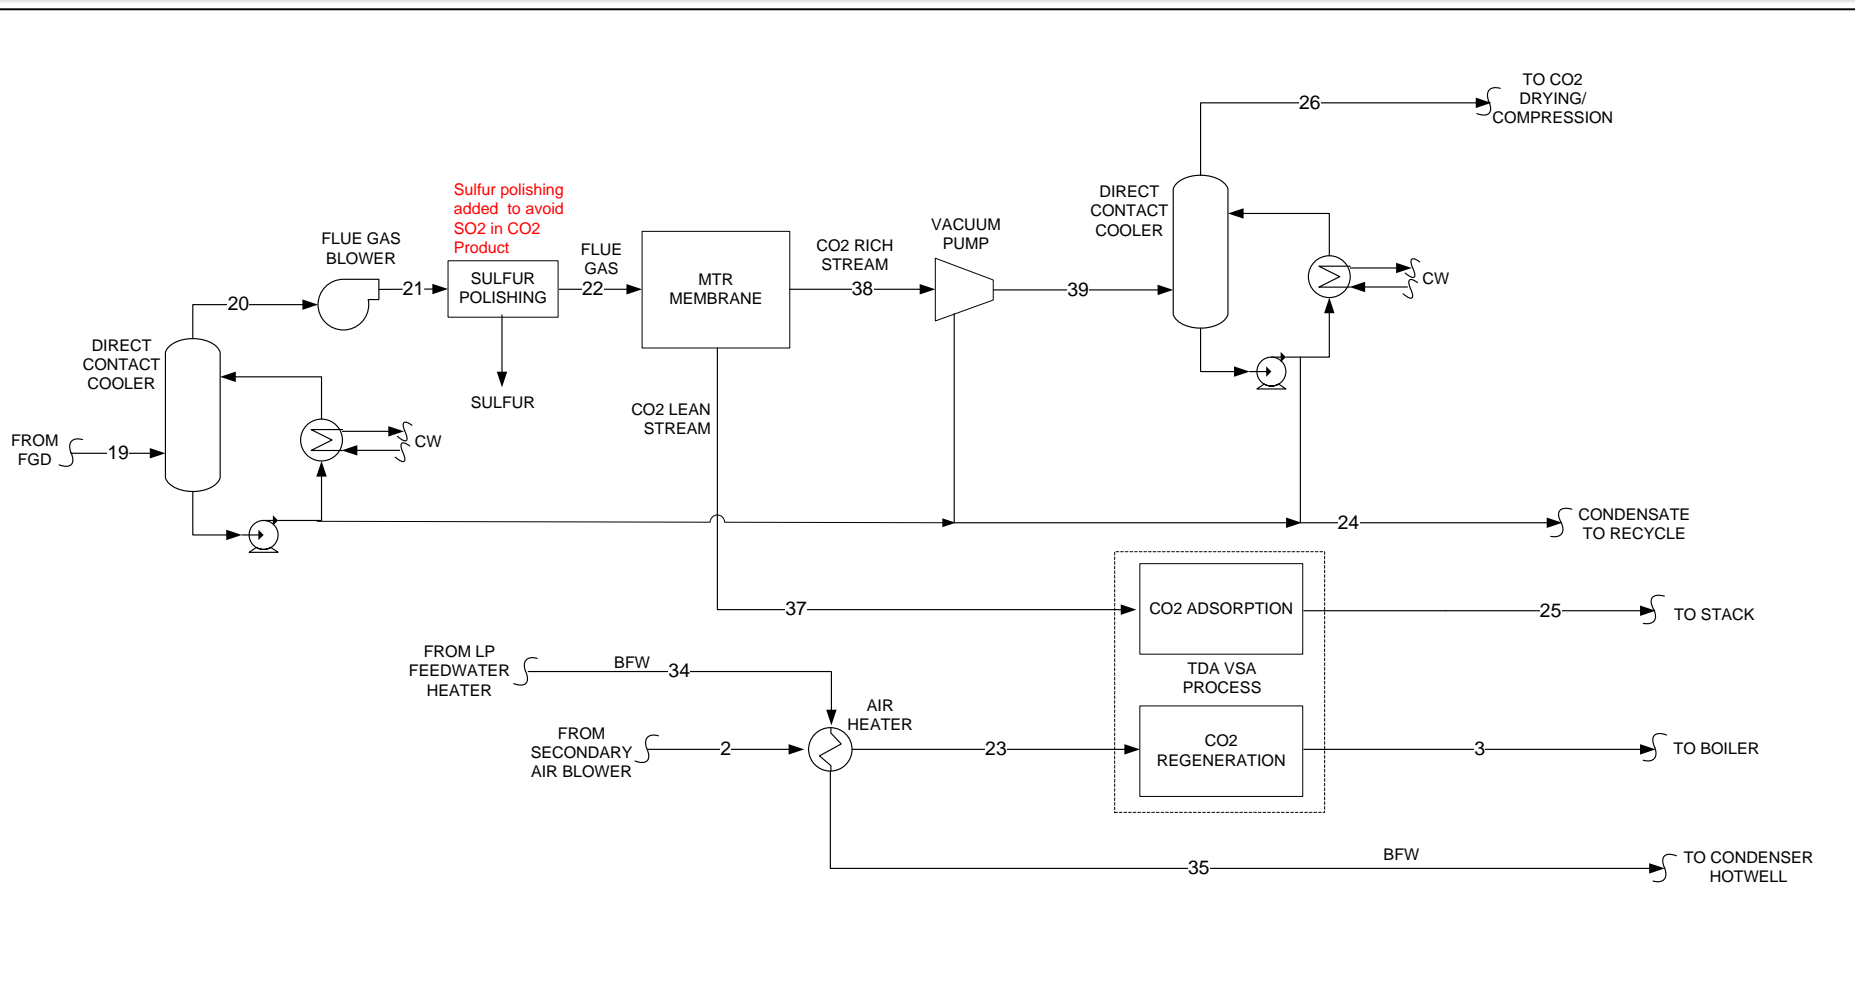 TO CO2
DRYING/
COMPRESSION
26
Sulfur polishing
added  to avoid
SO2 in CO2
Product
DIRECT
CONTACT
COOLER
VACUUM
PUMP
FLUE GAS
BLOWER
FLUE
GAS
CO2 RICH
STREAM
SULFUR
POLISHING
MTR
MEMBRANE
CW
20
21
22
38
39
DIRECT
CONTACT
COOLER
SULFUR
CO2 LEAN
STREAM
FROM
FGD
19
CW
24
CONDENSATE
TO RECYCLE
37
CO2 ADSORPTION
25
TO STACK
FROM LP
FEEDWATER
HEATER
BFW
34
TDA VSA
PROCESS
AIR
HEATER
FROM
SECONDARY
AIR BLOWER
2
23
CO2
REGENERATION
3
TO BOILER
35
BFW
TO CONDENSER
HOTWELL